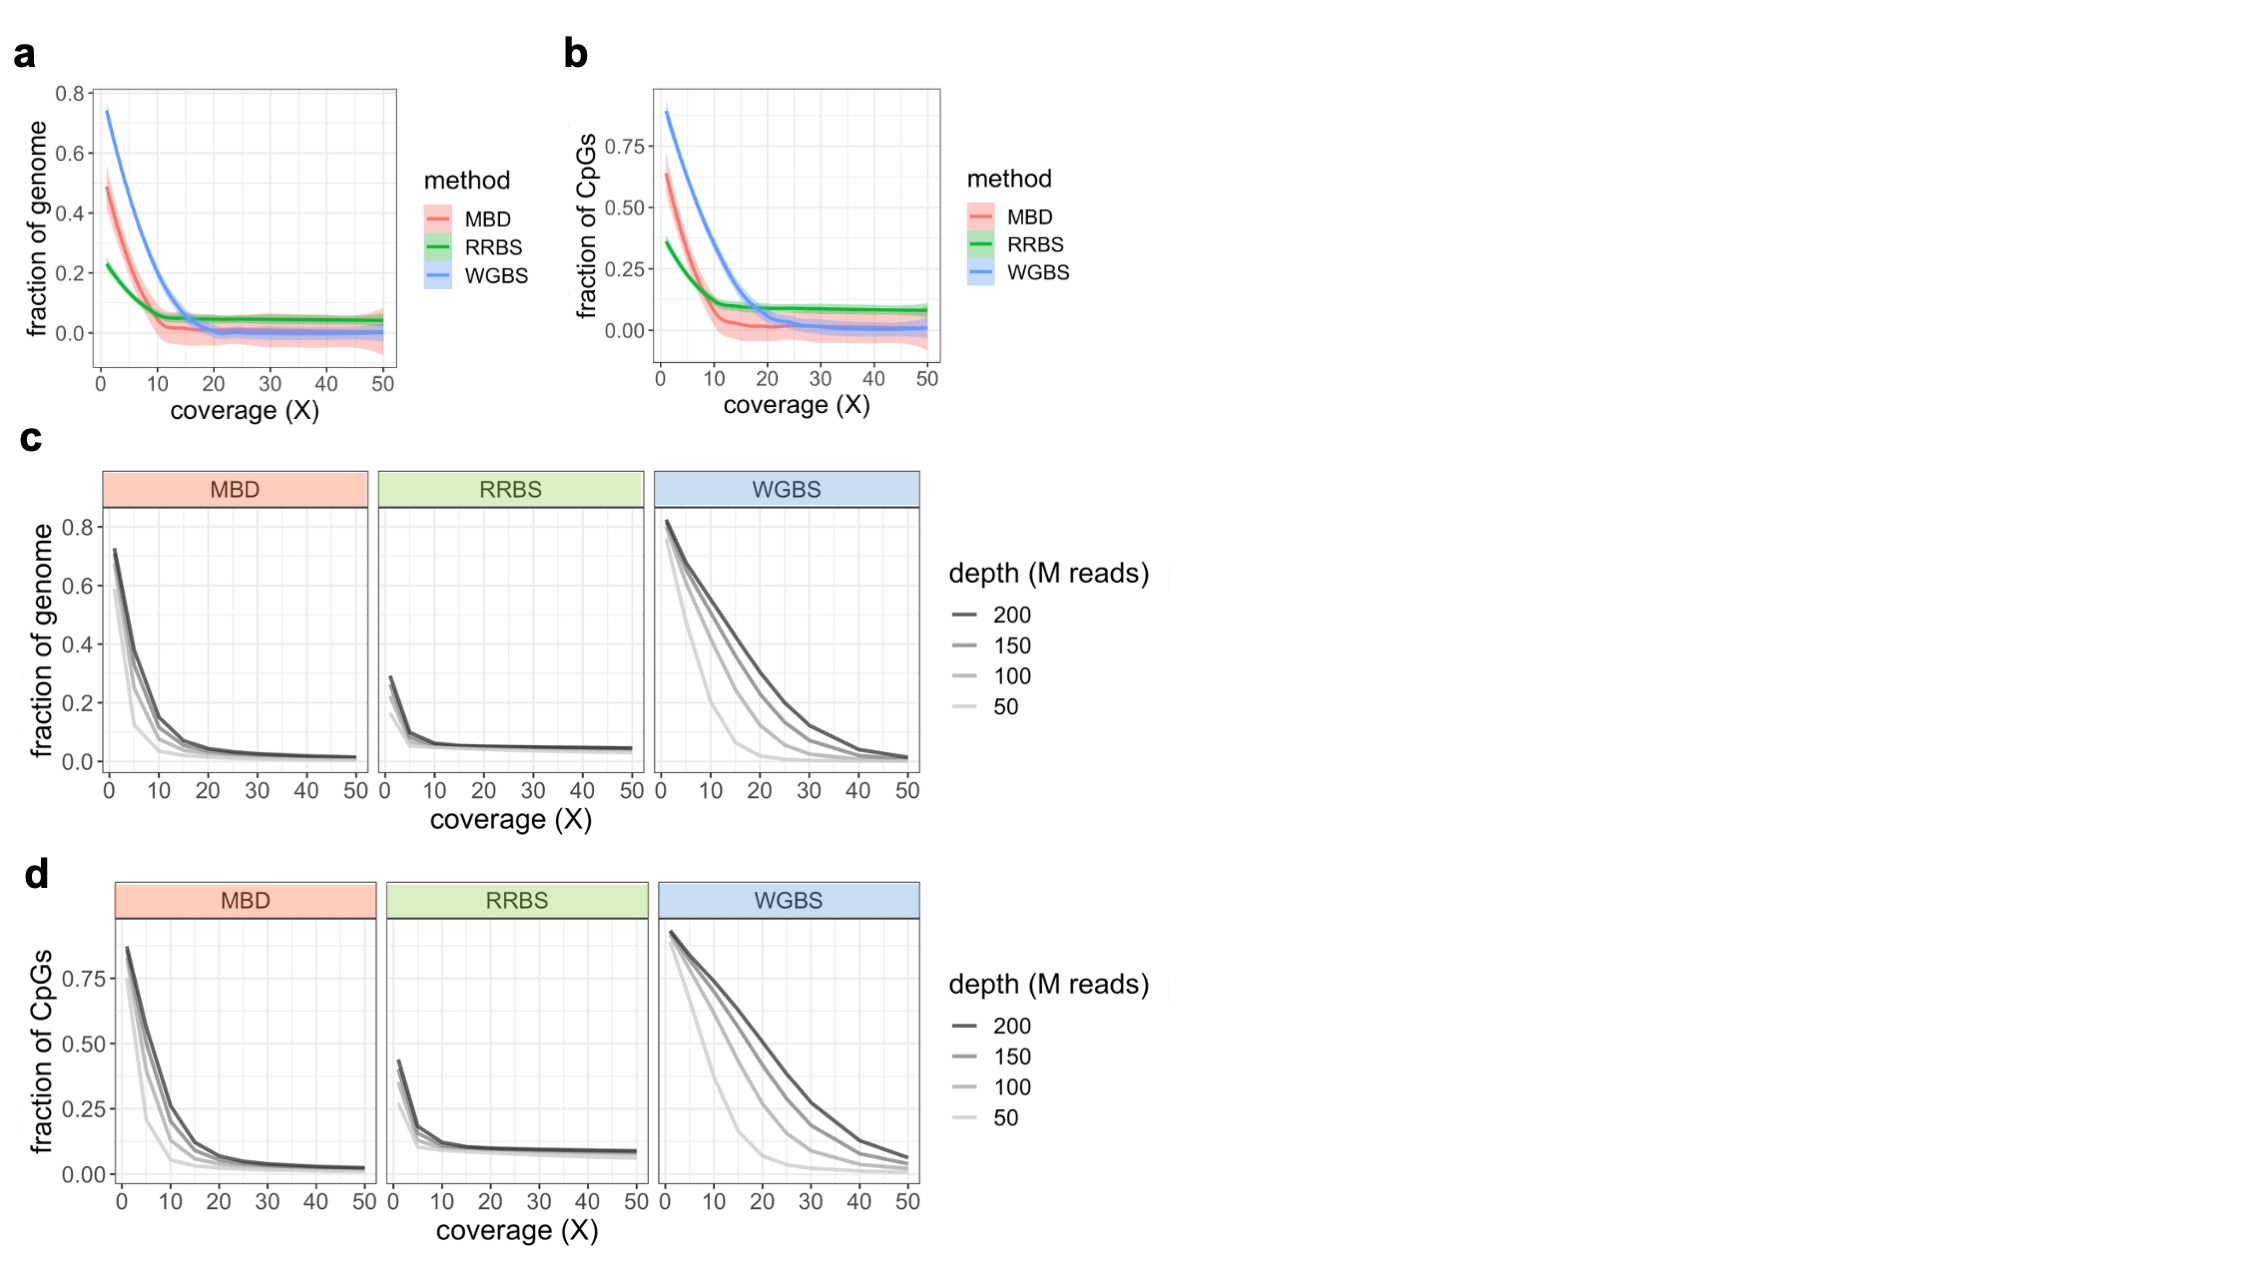 a
b
0.8
0.6
0.4
0.2
0.0
fraction of genome
0 10 20 30 40 50
coverage (X)
method
MBD
RRBS
WGBS
0.75
0.50
0.25
0.00
fraction of CpGs
0 10 20 30 40 50
coverage (X)
method
MBD
RRBS
WGBS
c
MBD RRBS WGBS
0.8
0.6
0.4
0.2
0.0
fraction of genome
0 10 20 30 40 50 0 10 20 30 40 50 0 10 20 30 40 50
coverage (X)
depth (M reads)
200
150
100
50
d
MBD RRBS WGBS
0.75
0.50
0.25
0.00
fraction of CpGs
0 10 20 30 40 50 0 10 20 30 40 50 0 10 20 30 40 50
coverage (X)
depth (M reads)
200
150
100
50